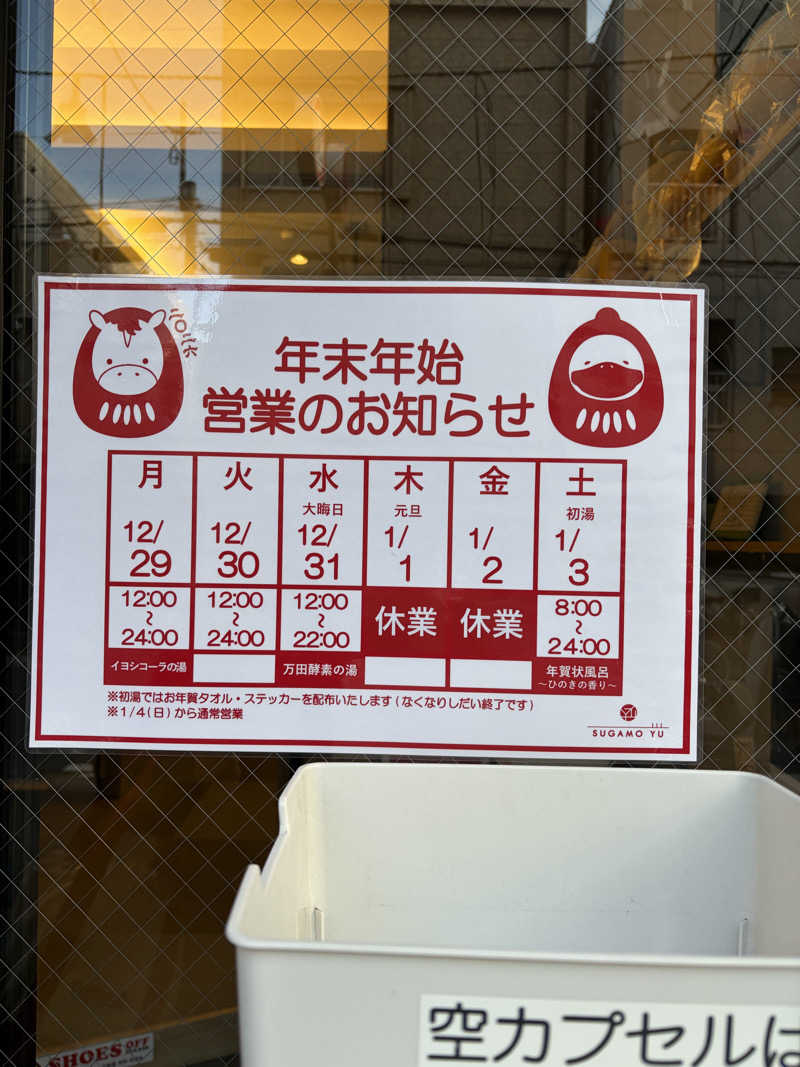 ヒヒーン
年末年始
営業のお知らせ
月 火 水 木 金 土
大晦日 元旦 初湯
12/29 12/30 12/31 1/1 1/2 1/3
12:00〜24:00 12:00〜24:00 12:00〜22:00 休業 休業 8:00〜24:00
イヨシコーラの湯 万田酵素の湯 年賀状風呂
〜ひのきの香り〜
※初湯ではお年賀タオル・ステッカーを配布いたします(なくなりしだい終了です)
※1/4(日)から通常営業
SUGAMO YU
空カプセルは
SHOES OFF